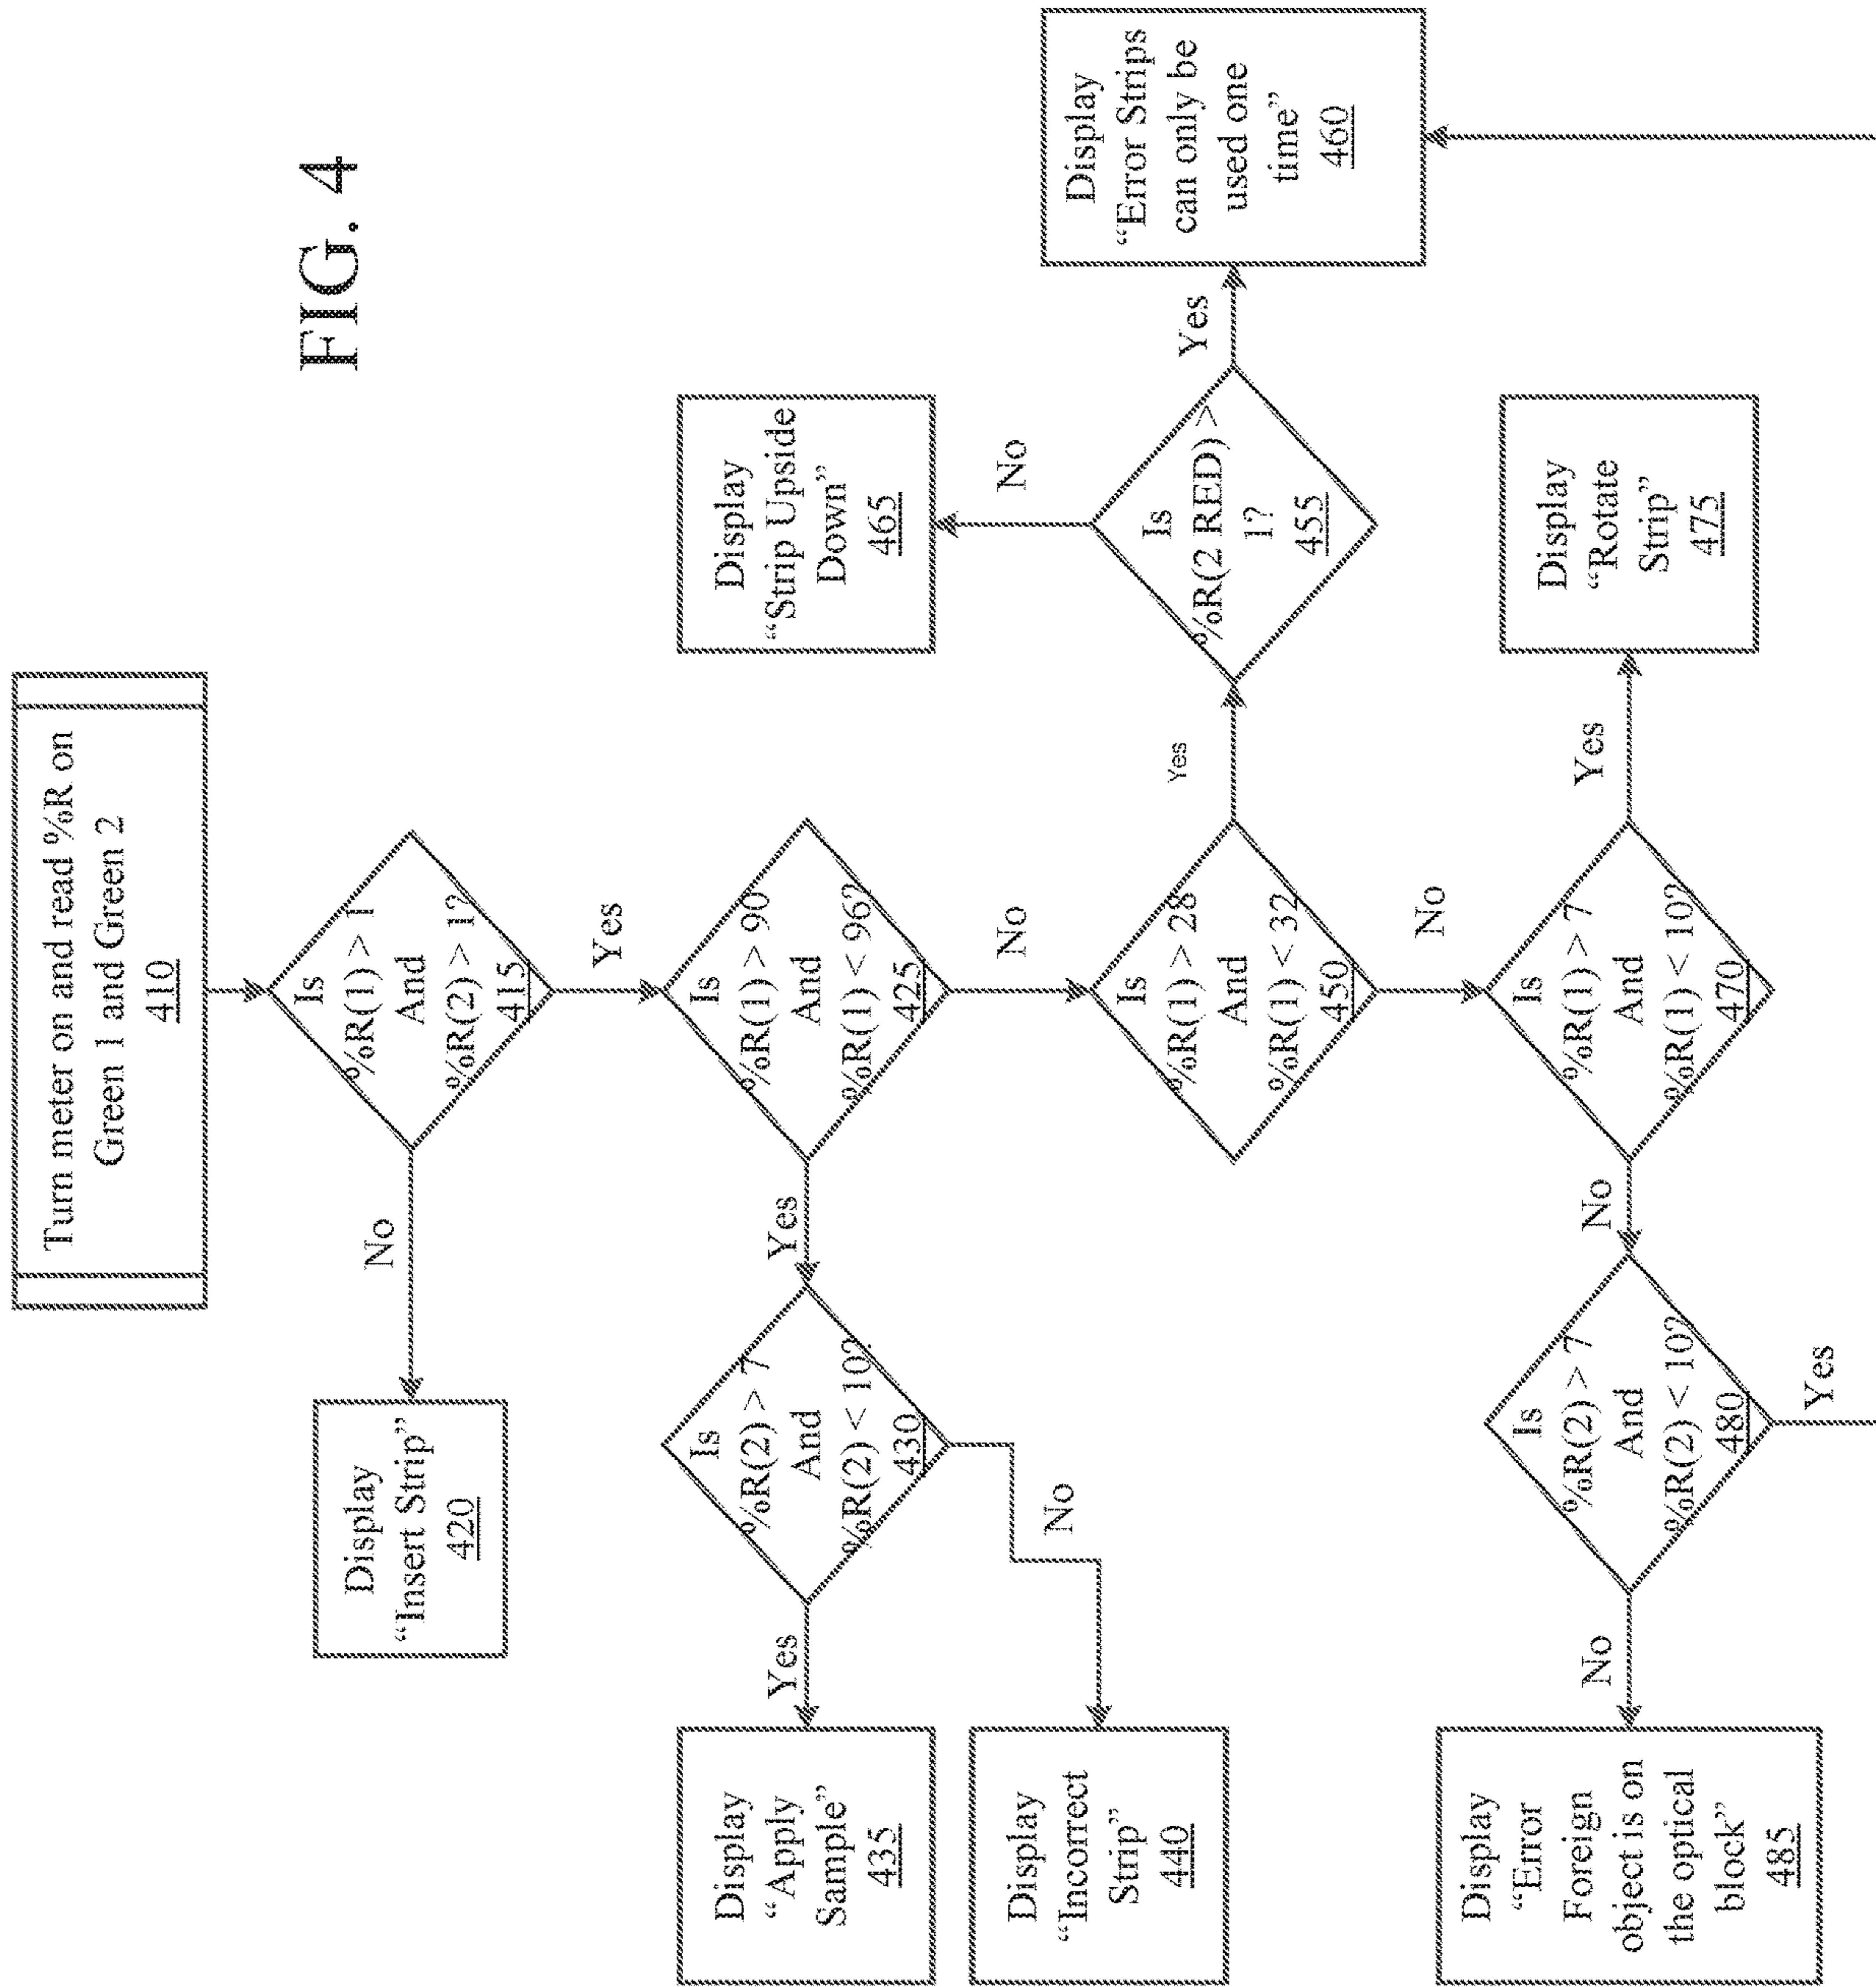 FIG. 4
Turn meter on and read %R on
Green 1 and Green 2
410
Is
%R(1) > 1
And
%R(2) > 1?
415
No
Display
“Insert Strip”
420
Yes
Is
%R(1) > 90
And
%R(1) < 96?
425
Yes
Is
%R(2) > 7
And
%R(2) < 10?
430
Yes
Display
“Apply
Sample”
435
No
Display
“Incorrect
Strip”
440
No
Is
%R(1) > 28
And
%R(1) < 32
450
Yes
Is
%R(2 RED) >
1?
455
No
Display
“Strip Upside
Down”
465
Yes
Display
“Error Strips
can only be
used one
time”
460
No
Is
%R(1) > 7
And
%R(1) < 10?
470
Yes
Display
“Rotate
Strip”
475
No
Is
%R(2) > 7
And
%R(2) < 10?
480
Yes
No
Display
“Error
Foreign
object is on
the optical
block”
485